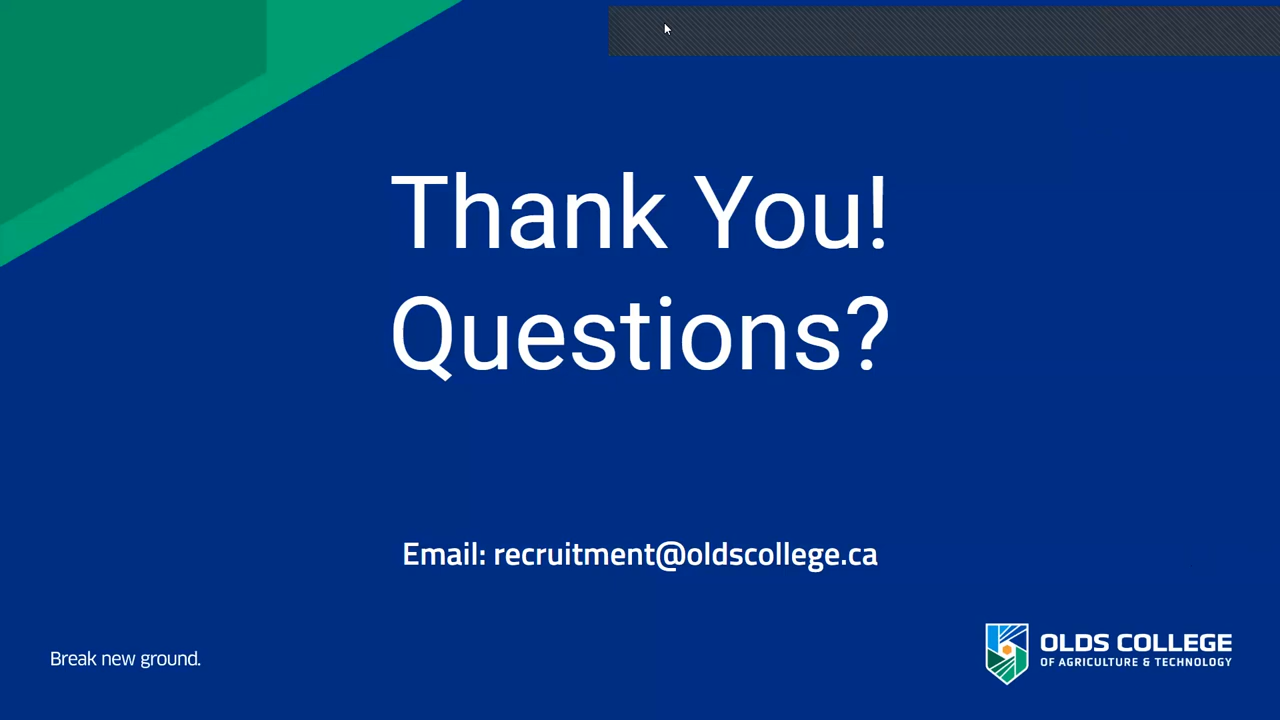 Thank You!
Questions?
Email: recruitment@oldscollege.ca
Break new ground.
OLDS COLLEGE
OF AGRICULTURE & TECHNOLOGY